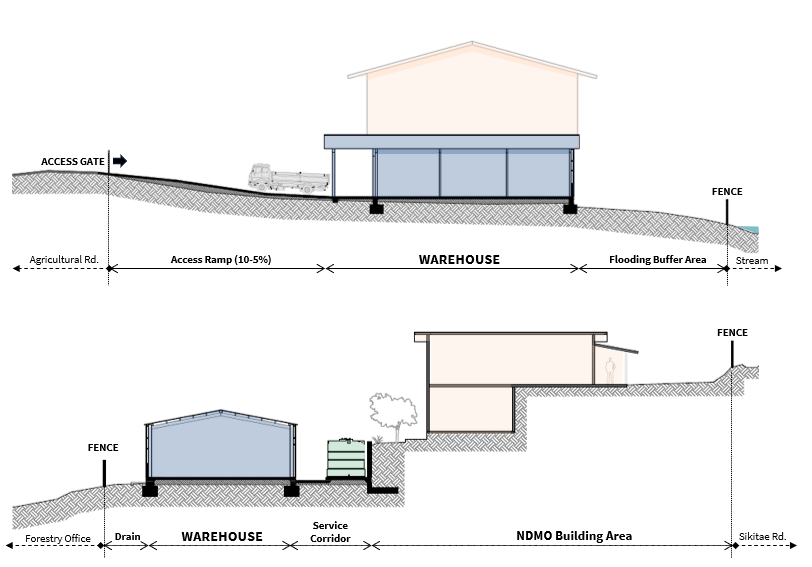 ACCESS GATE
FENCE
Agricultural Rd.
Access Ramp (10-5%)
WAREHOUSE
Flooding Buffer Area
Stream
FENCE
FENCE
Forestry Office
Drain
WAREHOUSE
Service
Corridor
NDMO Building Area
Sikitae Rd.